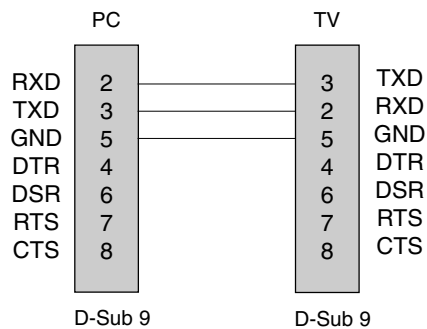 PC TV
RXD 2 3 TXD
TXD 3 2 RXD
GND 5 5 GND
DTR 4 4 DTR
DSR 6 6 DSR
RTS 7 7 RTS
CTS 8 8 CTS
D-Sub 9 D-Sub 9